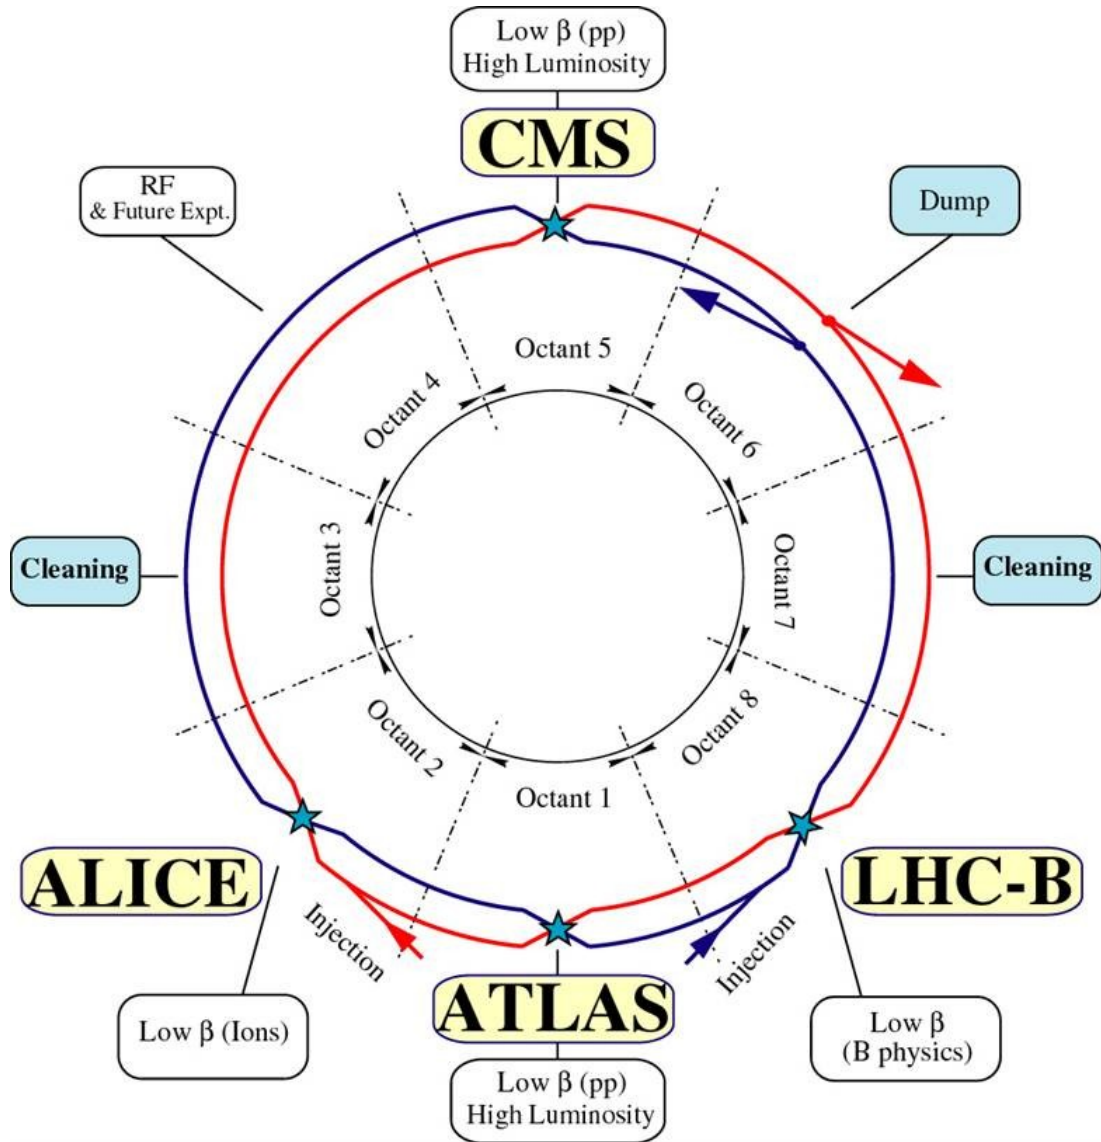 Low β (pp)
High Luminosity
CMS
RF
& Future Expt.
Dump
Octant 5
Octant 4
Octant 6
Cleaning
Octant 3
Octant 7
Cleaning
Octant 2
Octant 8
Octant 1
ALICE
LHC-B
Injection
Injection
ATLAS
Low β (Ions)
Low β
(B physics)
Low β (pp)
High Luminosity